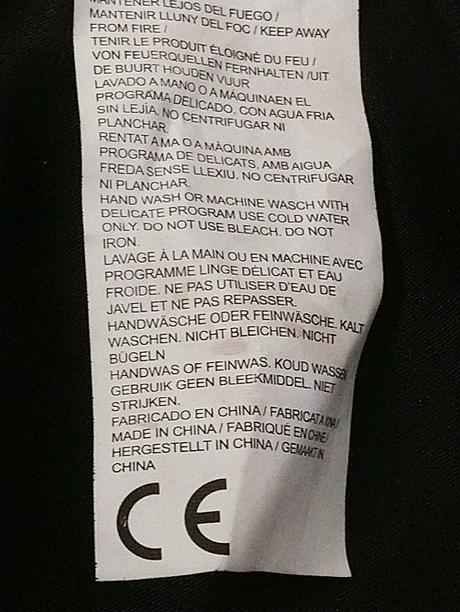 MANTENER LEJOS DEL FUEGO /
MANTENIR LLUNY DEL FOC / KEEP AWAY
FROM FIRE /
TENIR LE PRODUIT ÉLOIGNÉ DU FEU /
VON FEUERQUELLEN FERNHALTEN /UIT
DE BUURT HOUDEN VUUR
LAVADO A MANO O A MÁQUINAEN EL
PROGRAMA DELICADO, CON AGUA FRIA
SIN LEJÍA. NO CENTRIFUGAR NI
PLANCHAR.
RENTAT A MA O A MÀQUINA AMB
PROGRAMA DE DELICATS, AMB AIGUA
FREDA SENSE LLEXIU. NO CENTRIFUGAR
NI PLANCHAR.
HAND WASH OR MACHINE WASCH WITH
DELICATE PROGRAM USE COLD WATER
ONLY. DO NOT USE BLEACH. DO NOT
IRON.
LAVAGE À LA MAIN OU EN MACHINE AVEC
PROGRAMME LINGE DÉLICAT ET EAU
FROIDE. NE PAS UTILISER D'EAU DE
JAVEL ET NE PAS REPASSER.
HANDWÄSCHE ODER FEINWÄSCHE. KALT
WASCHEN. NICHT BLEICHEN. NICHT
BÜGELN
HANDWAS OF FEINWAS. KOUD WASSEN
GEBRUIK GEEN BLEEKMIDDEL. NIET
STRIJKEN.
FABRICADO EN CHINA / FABRICAT A XINA /
MADE IN CHINA / FABRIQUÉ EN CHINE /
HERGESTELLT IN CHINA / GEMAAKT IN
CHINA
CE